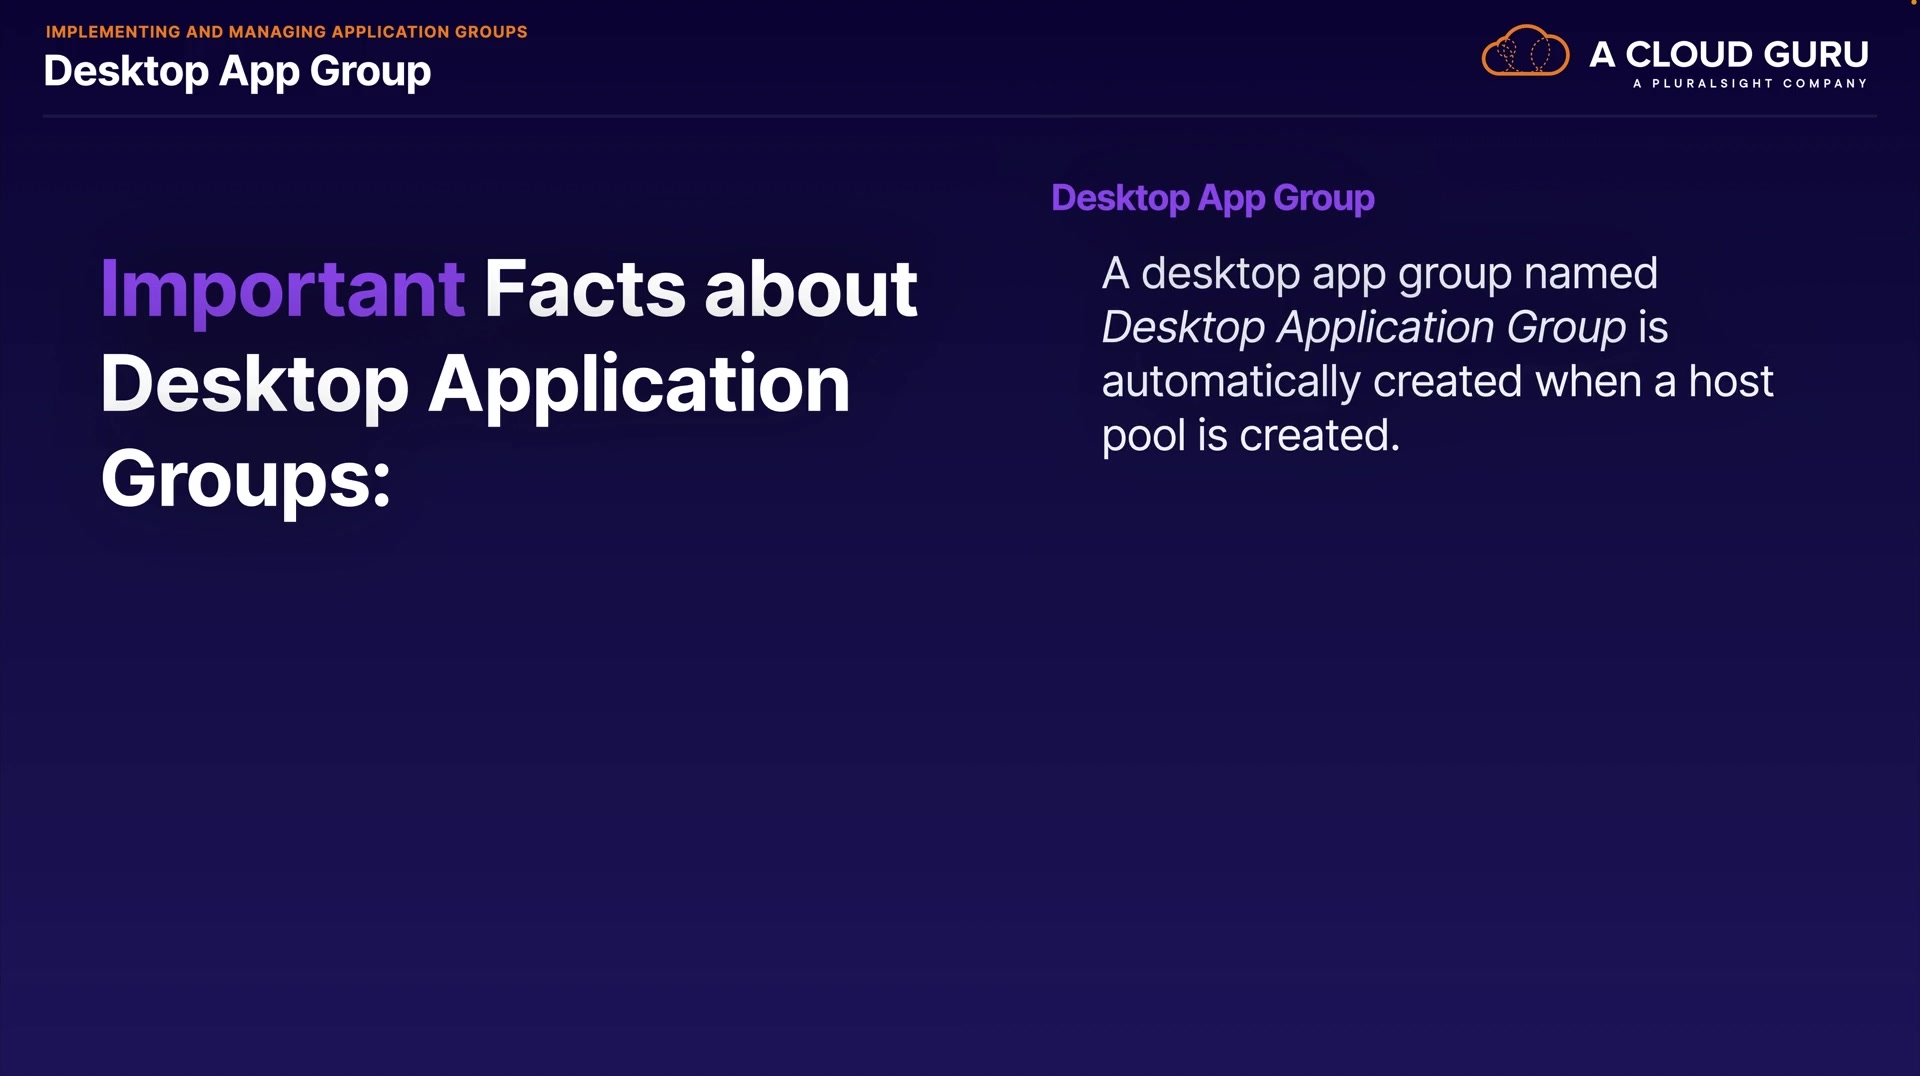 IMPLEMENTING AND MANAGING APPLICATION GROUPS
Desktop App Group
A CLOUD GURU
A PLURALSIGHT COMPANY
Important Facts about
Desktop Application
Groups:
Desktop App Group
A desktop app group named
Desktop Application Group is
automatically created when a host
pool is created.